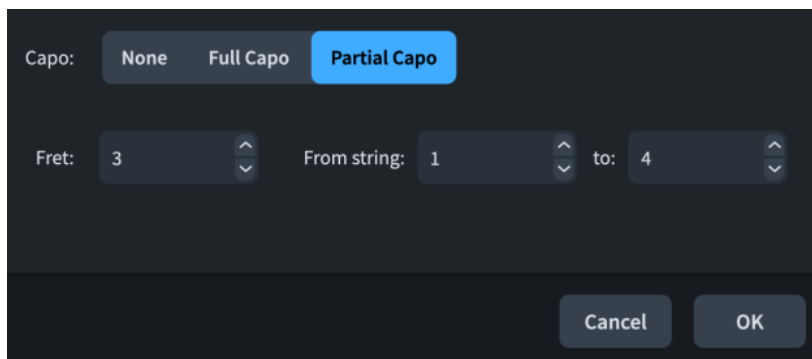 Capo: None Full Capo Partial Capo
Fret: 3 From string: 1 to: 4
Cancel OK